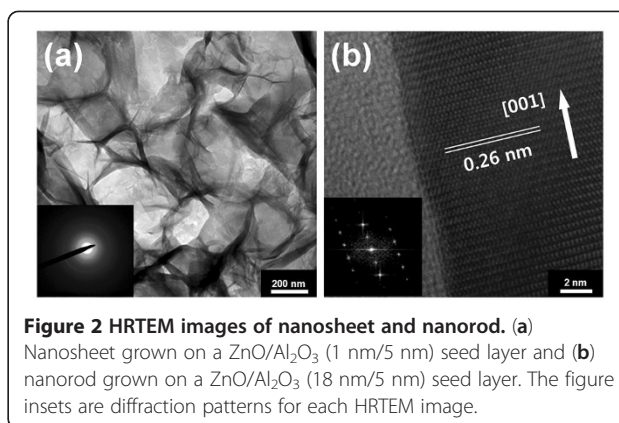 (a)
200 nm
(b)
[001]
0.26 nm
2 nm
Figure 2 HRTEM images of nanosheet and nanorod. (a)
Nanosheet grown on a ZnO/Al₂O₃ (1 nm/5 nm) seed layer and (b)
nanorod grown on a ZnO/Al₂O₃ (18 nm/5 nm) seed layer. The figure
insets are diffraction patterns for each HRTEM image.